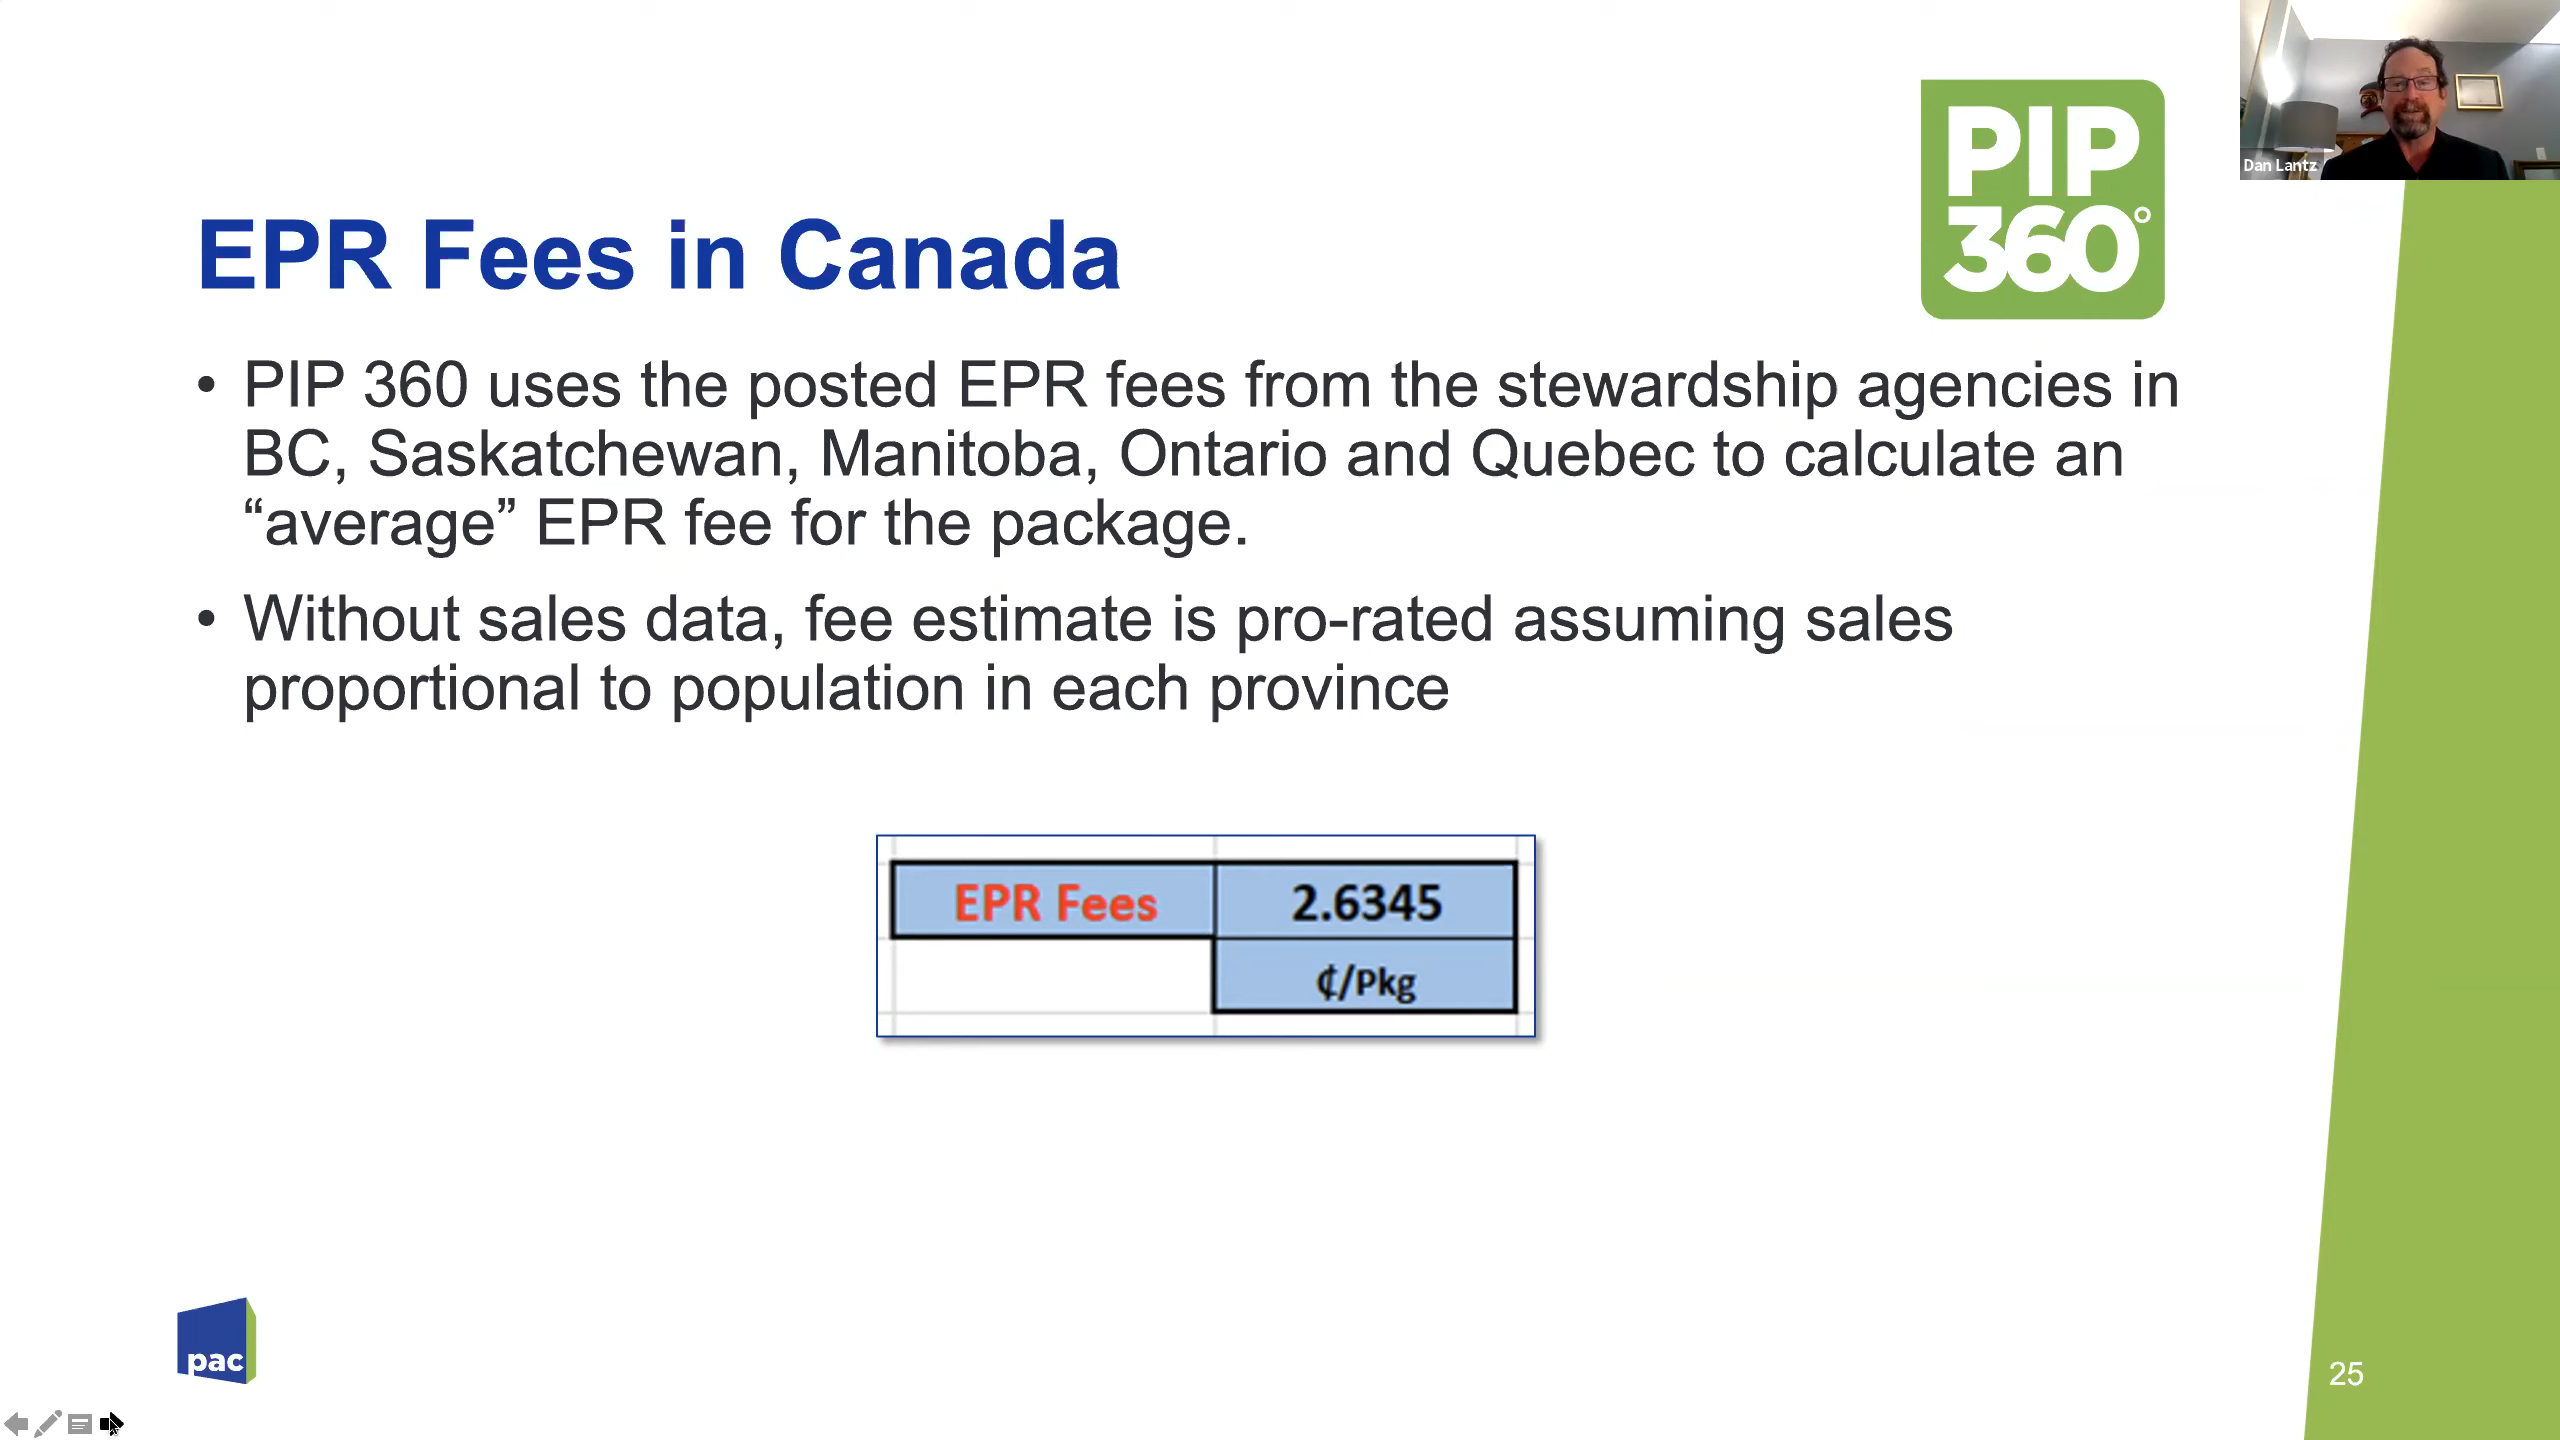 PIP
360°
Dan Lantz
EPR Fees in Canada
• PIP 360 uses the posted EPR fees from the stewardship agencies in
BC, Saskatchewan, Manitoba, Ontario and Quebec to calculate an
“average” EPR fee for the package.
• Without sales data, fee estimate is pro-rated assuming sales
proportional to population in each province
EPR Fees 2.6345
¢/Pkg
pac
25